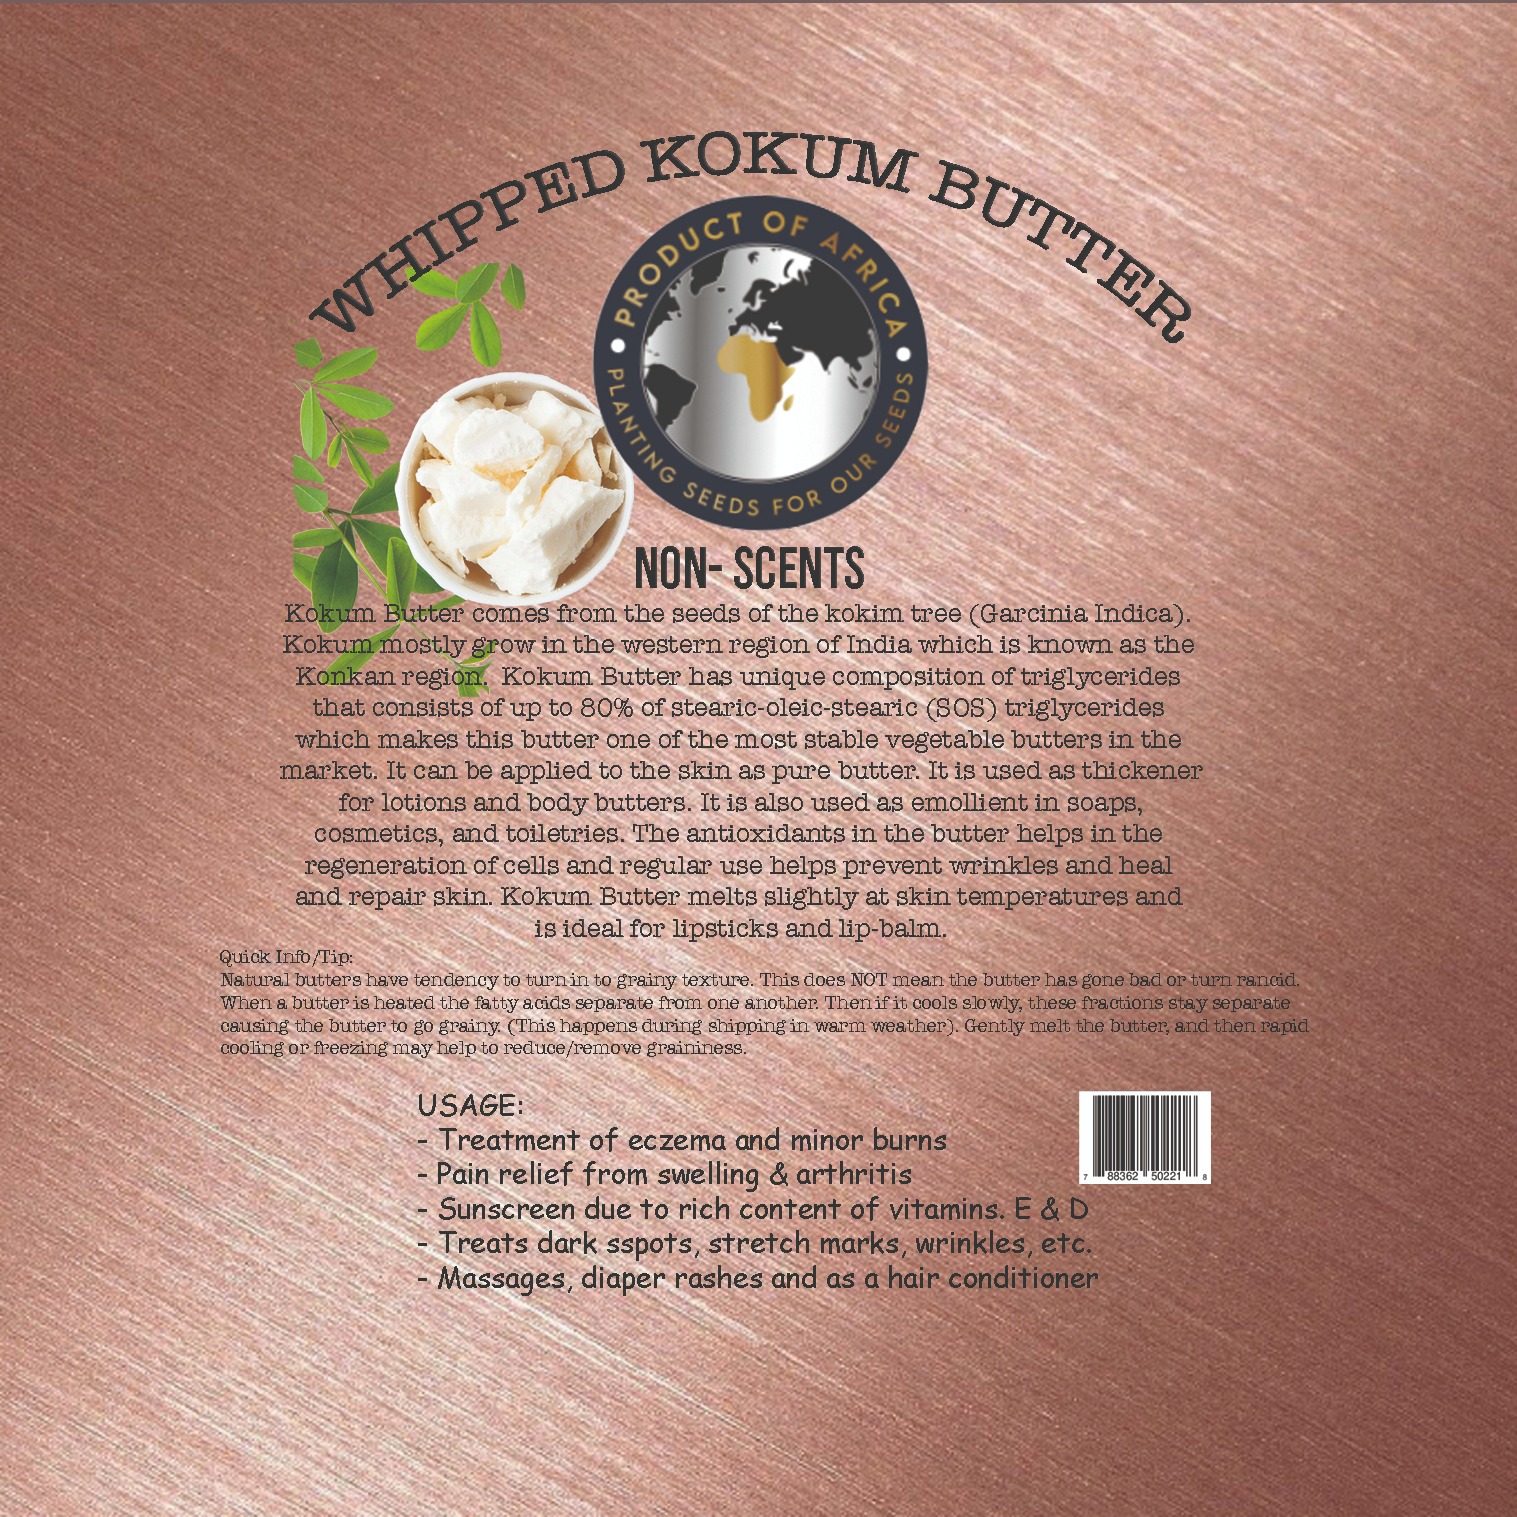 WHIPPED KOKUM BUTTER
PRODUCT OF AFRICA
PLANTING SEEDS FOR OUR SEEDS
NON- SCENTS
Kokum Butter comes from the seeds of the kokim tree (Garcinia Indica).
Kokum mostly grow in the western region of India which is known as the
Konkan region. Kokum Butter has unique composition of triglycerides
that consists of up to 80% of stearic-oleic-stearic (SOS) triglycerides
which makes this butter one of the most stable vegetable butters in the
market. It can be applied to the skin as pure butter. It is used as thickener
for lotions and body butters. It is also used as emollient in soaps,
cosmetics, and toiletries. The antioxidants in the butter helps in the
regeneration of cells and regular use helps prevent wrinkles and heal
and repair skin. Kokum Butter melts slightly at skin temperatures and
is ideal for lipsticks and lip-balm.
Quick Info/Tip:
Natural butters have tendency to turn-in to grainy texture. This does NOT mean the butter has gone bad or turn rancid.
When a butter is heated the fatty acids separate from one another. Then if it cools slowly, these fractions stay separate
causing the butter to go grainy. (This happens during shipping in warm weather). Gently melt the butter, and then rapid
cooling or freezing may help to reduce/remove graininess.
USAGE:
- Treatment of eczema and minor burns
- Pain relief from swelling & arthritis
- Sunscreen due to rich content of vitamins. E & D
- Treats dark sspots, stretch marks, wrinkles, etc.
- Massages, diaper rashes and as a hair conditioner
7 88362 50221 8